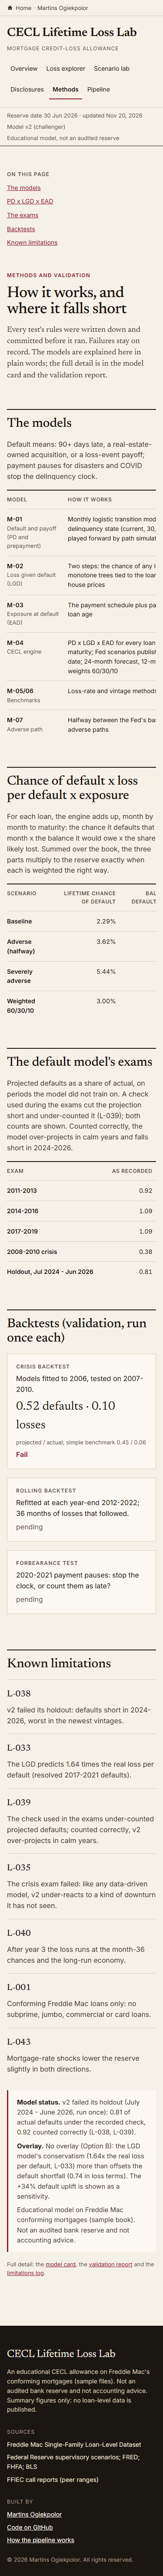 Home · Martins Ogiekpolor
CECL Lifetime Loss Lab
MORTGAGE CREDIT-LOSS ALLOWANCE
Overview Loss explorer Scenario lab
Disclosures Methods Pipeline
Reserve date 30 Jun 2026 · updated Nov 20, 2026
Model v2 (challenger)
Educational model, not an audited reserve
ON THIS PAGE
The models
PD x LGD x EAD
The exams
Backtests
Known limitations
METHODS AND VALIDATION
How it works, and
where it falls short
Every test's rules were written down and
committed before it ran. Failures stay on
record. The models are explained here in
plain words; the full detail is in the model
card and the validation report.
The models
Default means: 90+ days late, a real-estate-
owned acquisition, or a loss-event payoff;
payment pauses for disasters and COVID
stop the delinquency clock.
MODEL HOW IT WORKS
M-01 Monthly logistic transition mod
Default and payoff delinquency state (current, 30,
(PD and played forward by path simulat
prepayment)
M-02 Two steps: the chance of any l
Loss given default monotone trees tied to the loar
(LGD) house prices
M-03 The payment schedule plus pa
Exposure at default loan age
(EAD)
M-04 PD x LGD x EAD for every loan
CECL engine maturity; Fed scenarios publish
date; 24-month forecast, 12-m
weights 60/30/10
M-05/06 Loss-rate and vintage methods
Benchmarks
M-07 Halfway between the Fed's bas
Adverse path adverse paths
Chance of default x loss
per default x exposure
For each loan, the engine adds up, month by
month to maturity: the chance it defaults that
month x the balance it would owe x the share
likely lost. Summed over the book, the three
parts multiply to the reserve exactly when
each is weighted the right way.
SCENARIO LIFETIME CHANCE BAL
OF DEFAULT DEFAULT
Baseline 2.29%
Adverse 3.62%
(halfway)
Severely 5.44%
adverse
Weighted 3.00%
60/30/10
The default model's exams
Projected defaults as a share of actual, on
periods the model did not train on. A check
used during the exams cut the projection
short and under-counted it (L-039); both
counts are shown. Counted correctly, the
model over-projects in calm years and falls
short in 2024-2026.
EXAM AS RECORDED
2011-2013 0.92
2014-2016 1.09
2017-2019 1.09
2008-2010 crisis 0.38
Holdout, Jul 2024 - Jun 2026 0.81
Backtests (validation, run
once each)
CRISIS BACKTEST
Models fitted to 2006, tested on 2007-
2010.
0.52 defaults · 0.10
losses
projected / actual; simple benchmark 0.45 / 0.06
Fail
ROLLING BACKTEST
Refitted at each year-end 2012-2022;
36 months of losses that followed.
pending
FORBEARANCE TEST
2020-2021 payment pauses: stop the
clock, or count them as late?
pending
Known limitations
L-038
v2 failed its holdout: defaults short in 2024-
2026, worst in the newest vintages.
L-033
The LGD predicts 1.64 times the real loss per
default (resolved 2017-2021 defaults).
L-039
The check used in the exams under-counted
projected defaults; counted correctly, v2
over-projects in calm years.
L-035
The crisis exam failed: like any data-driven
model, v2 under-reacts to a kind of downturn
it has not seen.
L-040
After year 3 the loss runs at the month-36
chances and the long-run economy.
L-001
Conforming Freddie Mac loans only: no
subprime, jumbo, commercial or card loans.
L-043
Mortgage-rate shocks lower the reserve
slightly in both directions.
Model status. v2 failed its holdout (July
2024 - June 2026, run once): 0.81 of
actual defaults under the recorded check,
0.92 counted correctly (L-038, L-039).
Overlay. No overlay (Option B): the LGD
model's conservatism (1.64x the real loss
per default, L-033) more than offsets the
default shortfall (0.74 in loss terms). The
+34% default uplift is shown as a
sensitivity.
Educational model on Freddie Mac
conforming mortgages (sample book).
Not an audited bank reserve and not
accounting advice.
Full detail: the model card, the validation report and the
limitations log.
CECL Lifetime Loss Lab
An educational CECL allowance on Freddie Mac's
conforming mortgages (sample files). Not an
audited bank reserve and not accounting advice.
Summary figures only: no loan-level data is
published.
SOURCES
Freddie Mac Single-Family Loan-Level Dataset
Federal Reserve supervisory scenarios; FRED;
FHFA; BLS
FFIEC call reports (peer ranges)
BUILT BY
Martins Ogiekpolor
Code on GitHub
How the pipeline works
© 2026 Martins Ogiekpolor. All rights reserved.